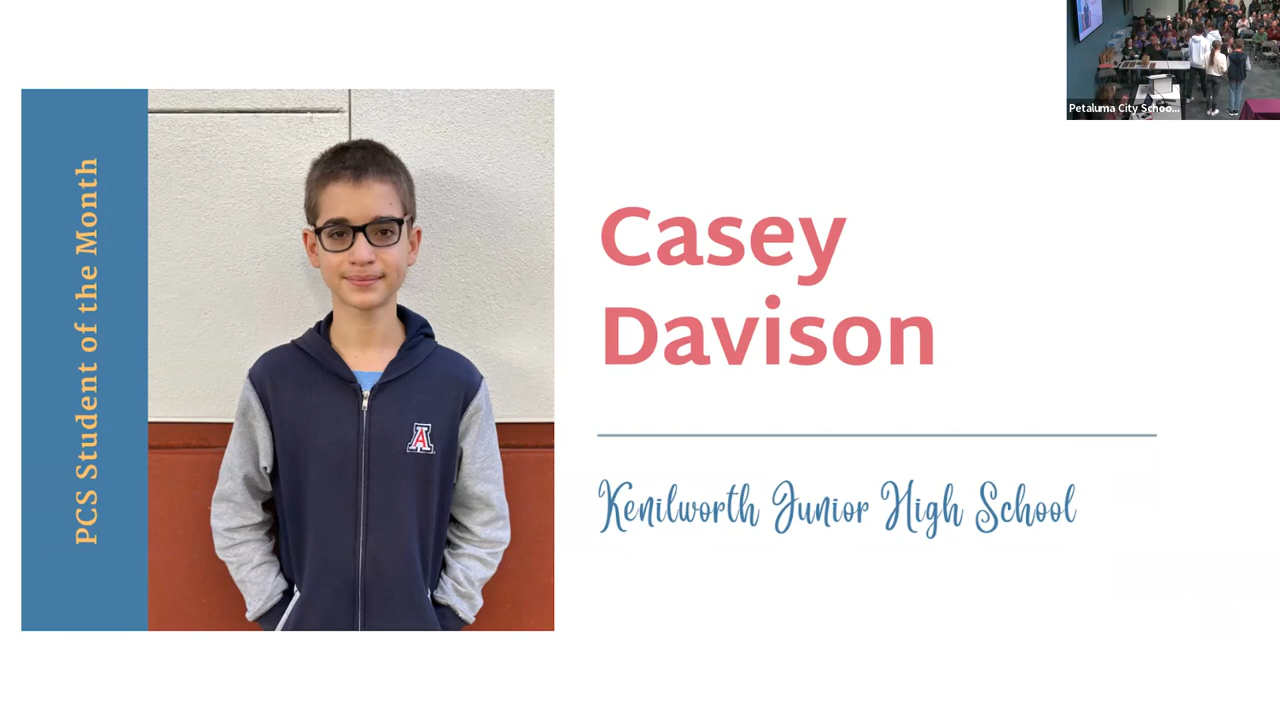 Petaluma City Schoo...
PCS Student of the Month
A
Casey
Davison
Kenilworth Junior High School